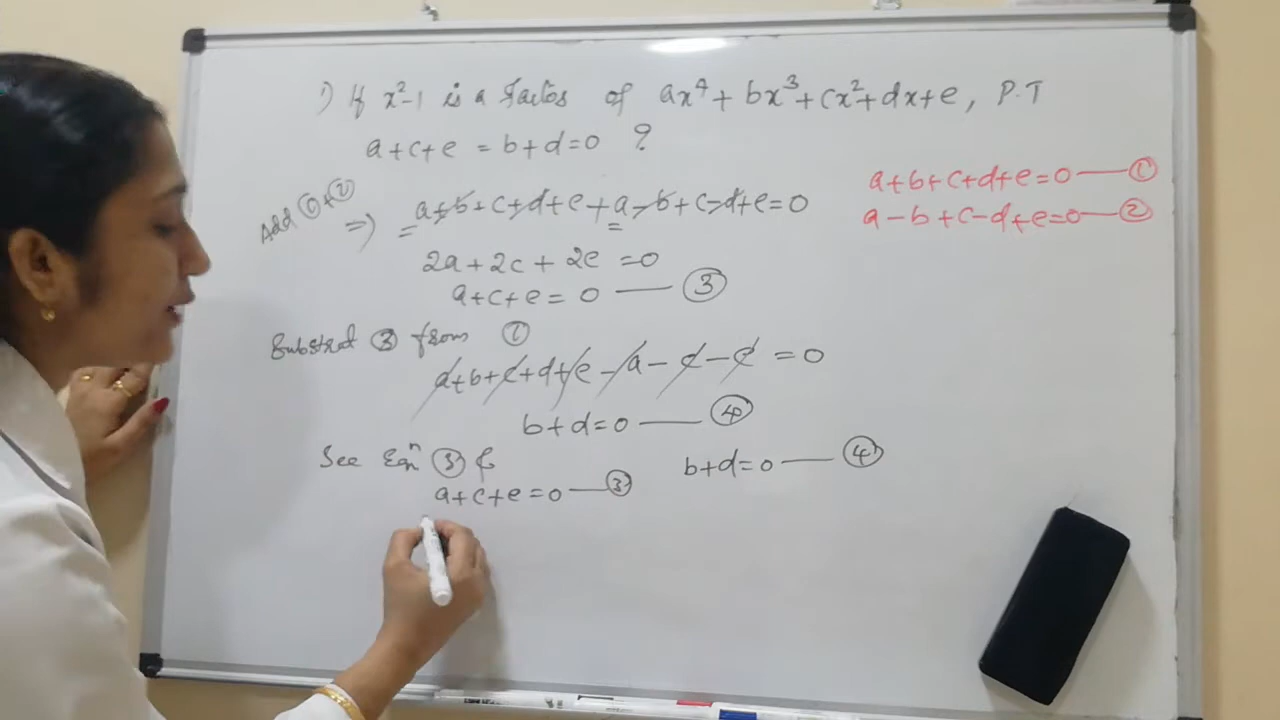 1) If x²-1 is a factor of ax⁴+bx³+cx²+dx+e, P.T
a+c+e = b+d=0 ?
a+b+c+d+e=0 —— ①
a-b+c-d+e=0 —— ②
Add ①+② ⇒) a+b+c+d+e+a-b+c-d+e=0
2a+2c+2e=0
a+c+e=0 —— ③
Substrat ③ from ①
a+b+c+d+e-a-c-e=0
b+d=0 —— ④
See Eqⁿ ③ & b+d=0 —— ④
a+c+e=0 —— ③